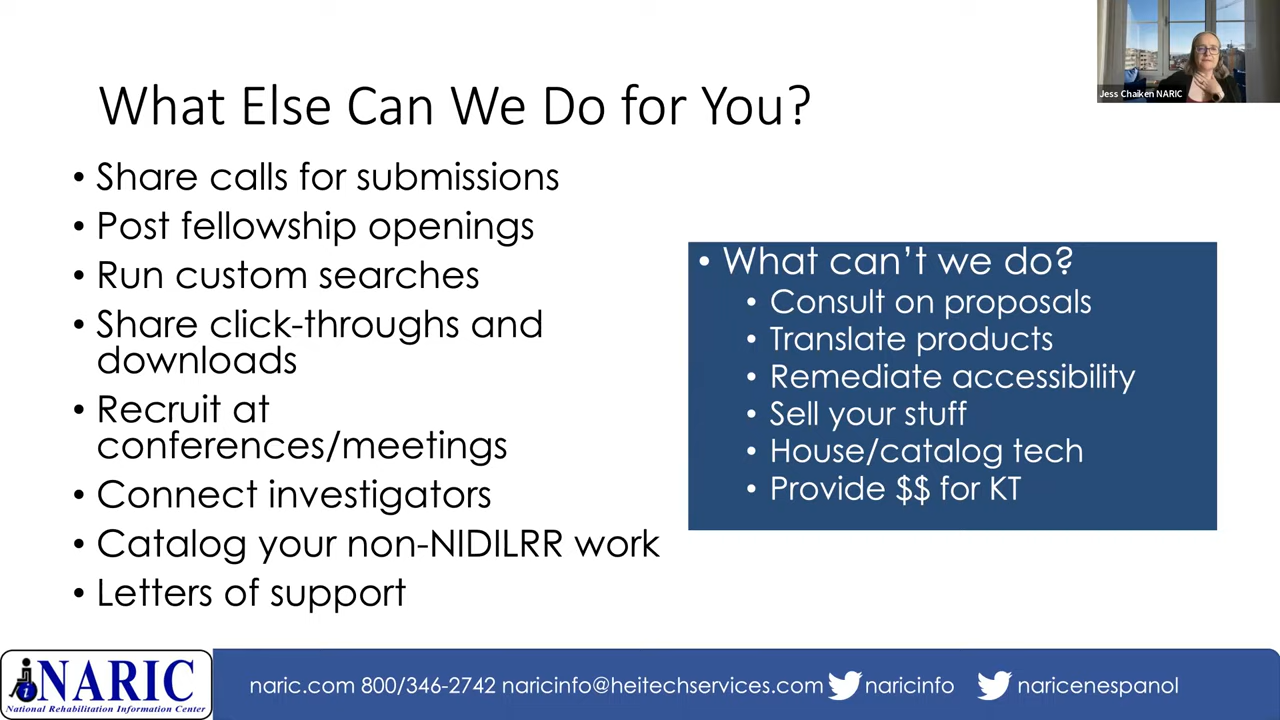 Jess Chaiken NARIC
What Else Can We Do for You?
• Share calls for submissions
• Post fellowship openings
• Run custom searches
• Share click-throughs and
downloads
• Recruit at
conferences/meetings
• Connect investigators
• Catalog your non-NIDILRR work
• Letters of support
• What can't we do?
• Consult on proposals
• Translate products
• Remediate accessibility
• Sell your stuff
• House/catalog tech
• Provide $$ for KT
NARIC
National Rehabilitation Information Center
naric.com 800/346-2742 naricinfo@heitechservices.com naricinfo naricenespanol